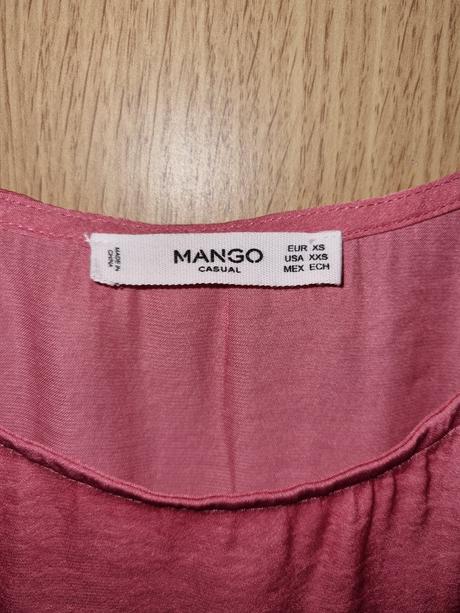 MADE IN
CHINA
MANGO
CASUAL
EUR XS
USA XXS
MEX ECH